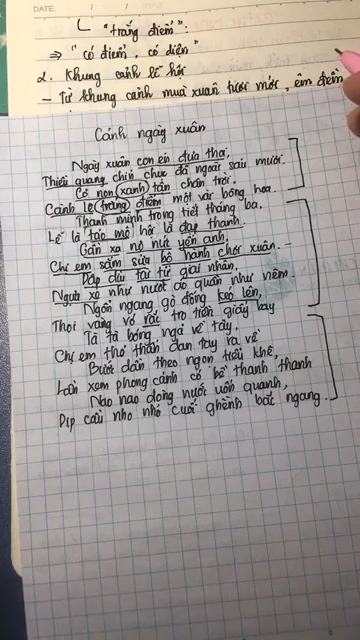 DATE:
"trắng điểm":
⇒ "có điểm, có diện"
2. Khung cảnh lễ hội
- Từ khung cảnh mùa xuân tươi mới, êm đềm
Cảnh ngày xuân
Ngày xuân con én đưa thoi,
Thiều quang chín chục đã ngoài sáu mươi.
Cỏ non (xanh) tận chân trời,
Cành lê (trắng) điểm một vài bông hoa.
Thanh minh trong tiết tháng ba,
Lễ là tảo mộ hội là đạp thanh.
Gần xa nô nức yến anh,
Chị em sắm sửa bộ hành chơi xuân.
Dập dìu tài tử giai nhân,
Ngựa xe như nước áo quần như nêm.
Ngổn ngang gò đống kéo lên,
Thoi vàng vó rắc tro tiền giấy bay
Tà tà bóng ngả về tây,
Chị em thơ thẩn dan tay ra về
Bước dần theo ngọn tiểu khê,
Lần xem phong cảnh có bề thanh thanh
Nao nao dòng nước uốn quanh,
Dịp cầu nho nhỏ cuối ghềnh bắc ngang.